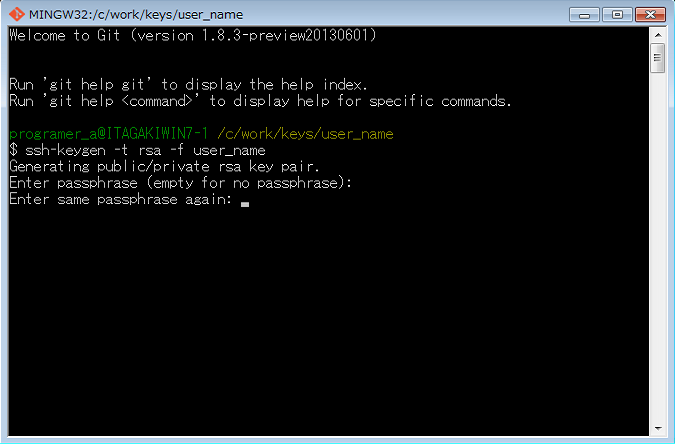 MINGW32:/c/work/keys/user_name
Welcome to Git (version 1.8.3-preview20130601)
Run 'git help git' to display the help index.
Run 'git help <command>' to display help for specific commands.
programer_a@ITAGAKIWIN7-1 /c/work/keys/user_name
$ ssh-keygen -t rsa -f user_name
Generating public/private rsa key pair.
Enter passphrase (empty for no passphrase):
Enter same passphrase again: